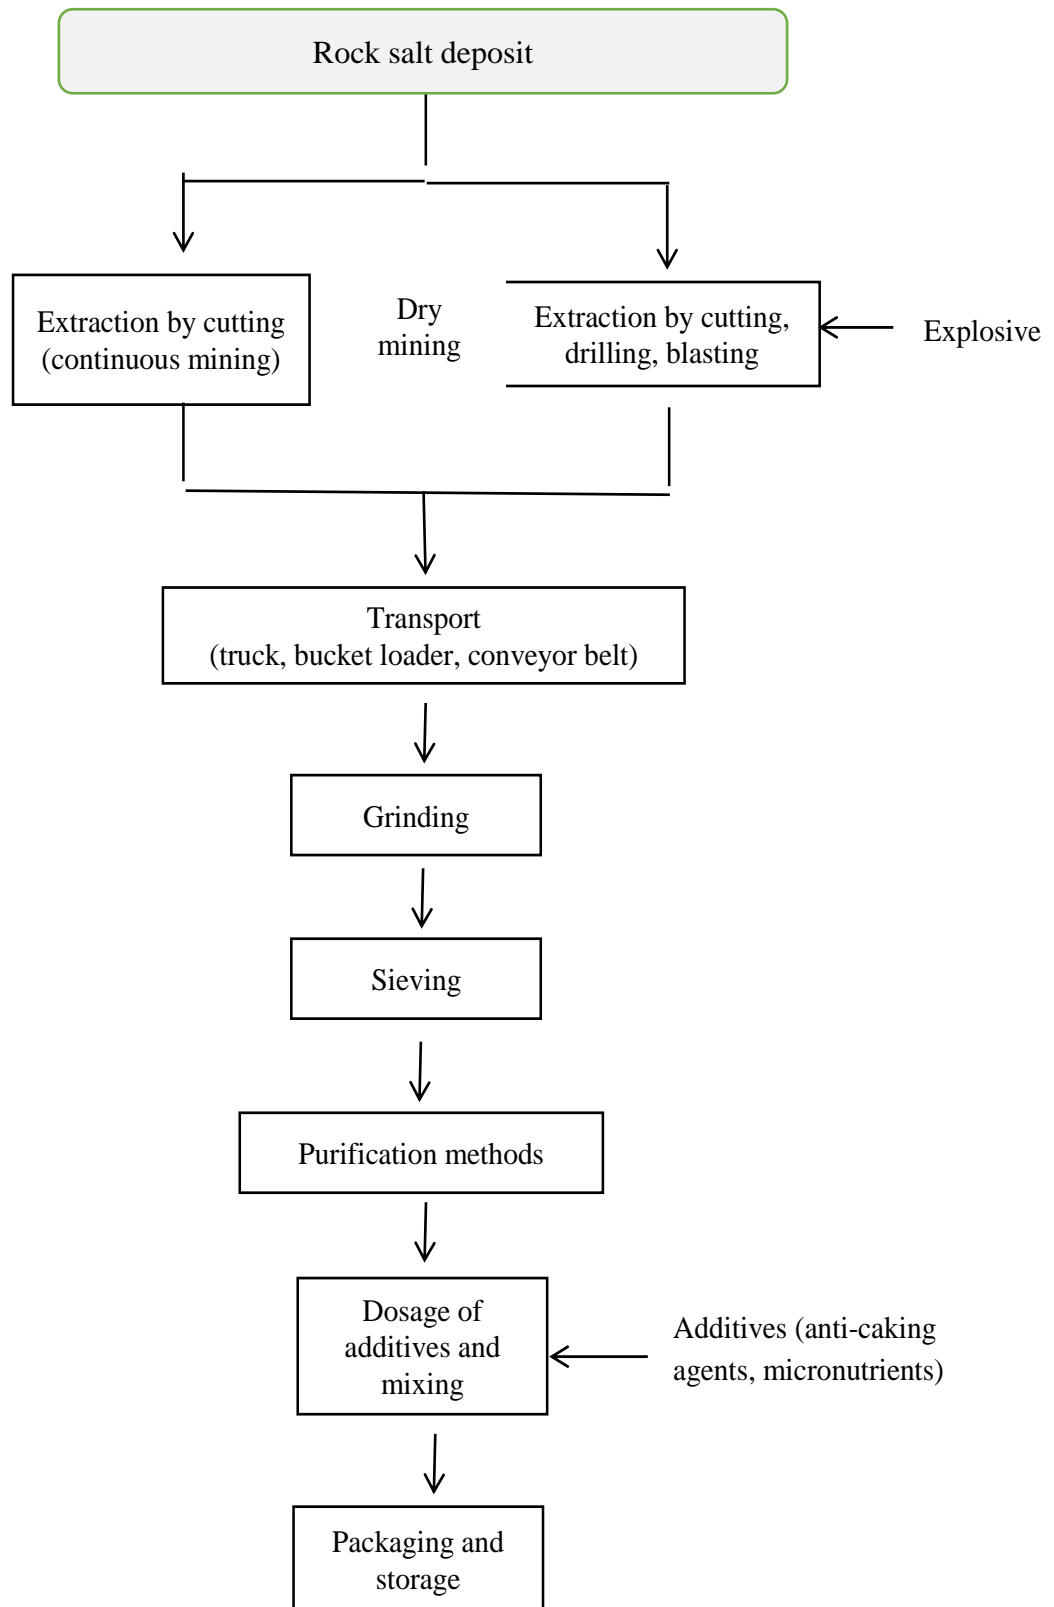 Rock salt deposit
Extraction by cutting
(continuous mining)
Dry
mining
Extraction by cutting,
drilling, blasting
Explosive
Transport
(truck, bucket loader, conveyor belt)
Grinding
Sieving
Purification methods
Dosage of
additives and
mixing
Additives (anti-caking
agents, micronutrients)
Packaging and
storage